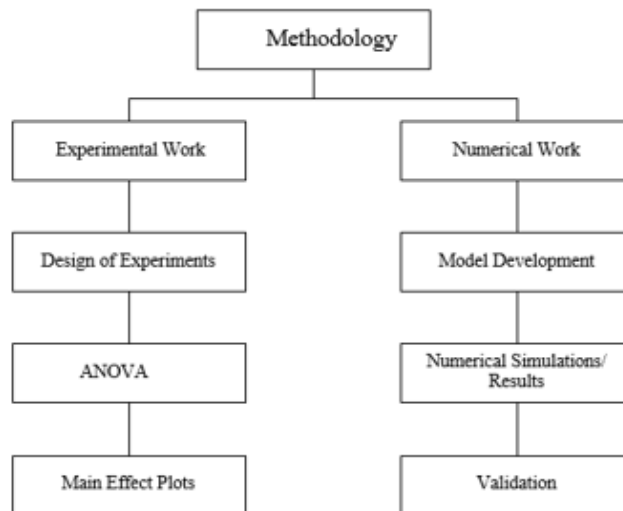 Methodology
Experimental Work
Numerical Work
Design of Experiments
Model Development
ANOVA
Numerical Simulations/
Results
Main Effect Plots
Validation